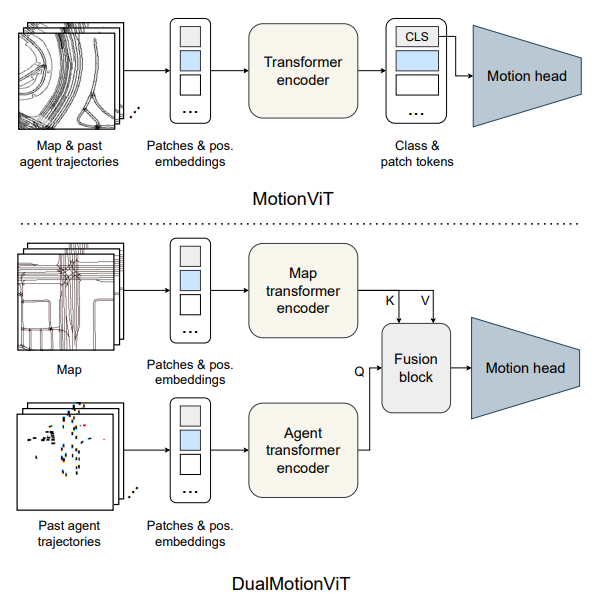 CLS
Transformer
encoder
Motion head
...
...
Map & past
agent trajectories
Patches & pos.
embeddings
Class &
patch tokens
MotionViT
Map
transformer
encoder
...
K
V
Map
Patches & pos.
embeddings
Q
Fusion
block
Motion head
Agent
transformer
encoder
...
Past agent
trajectories
Patches & pos.
embeddings
DualMotionViT